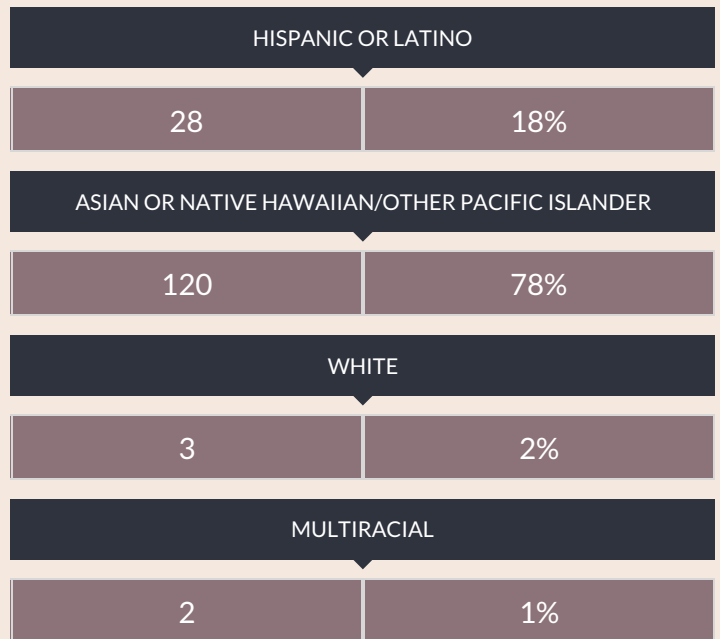 HISPANIC OR LATINO
28 18%
ASIAN OR NATIVE HAWAIIAN/OTHER PACIFIC ISLANDER
120 78%
WHITE
3 2%
MULTIRACIAL
2 1%